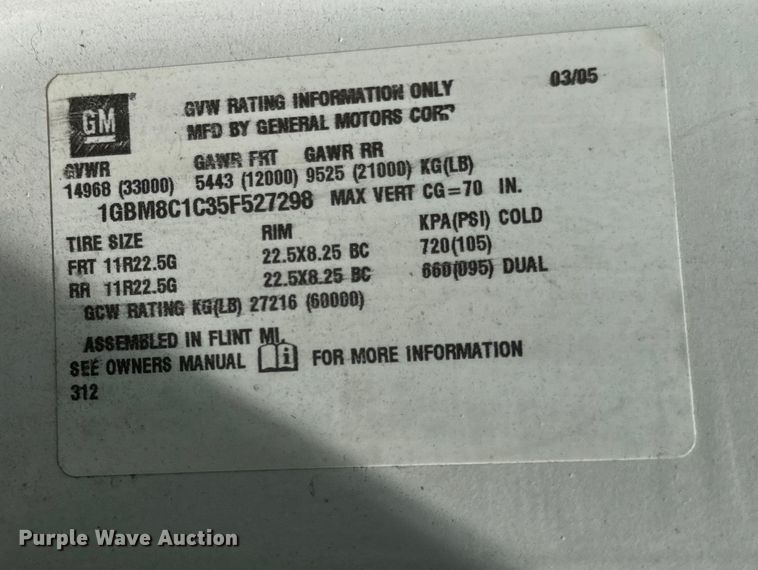 GM
GVW RATING INFORMATION ONLY 03/05
MFD BY GENERAL MOTORS CORP
GVWR GAWR FRT GAWR RR
14968 (33000) 5443 (12000) 9525 (21000) KG(LB)
1GBM8C1C35F527298 MAX VERT CG=70 IN.
TIRE SIZE RIM KPA(PSI) COLD
FRT 11R22.5G 22.5X8.25 BC 720(105)
RR 11R22.5G 22.5X8.25 BC 660(095) DUAL
GCW RATING KG(LB) 27216 (60000)
ASSEMBLED IN FLINT MI.
SEE OWNERS MANUAL i FOR MORE INFORMATION
312
Purple Wave Auction